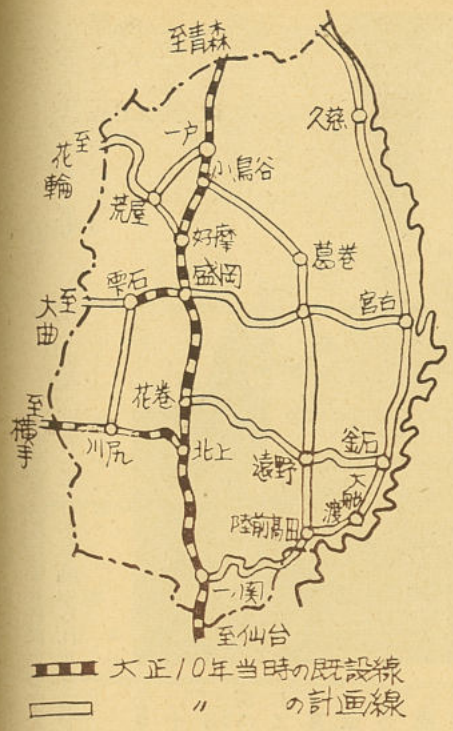 至青森
久慈
一戸
至花輪
小鳥谷
荒屋
好摩
葛巻
雫石
盛岡
至大曲
宮古
花巻
至横手
釜石
川尻
北上
遠野
大船渡
陸前高田
一ノ関
至仙台
大正10年当時の既設線
〃 の計画線